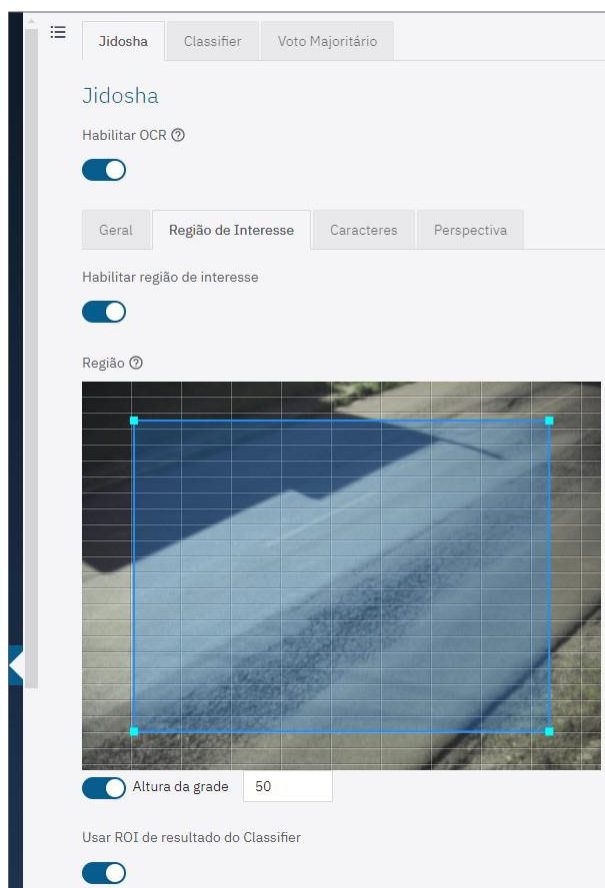 Jidosha Classifier Voto Majoritário
Jidosha
Habilitar OCR
Geral Região de Interesse Caracteres Perspectiva
Habilitar região de interesse
Região
Altura da grade 50
Usar ROI de resultado do Classifier